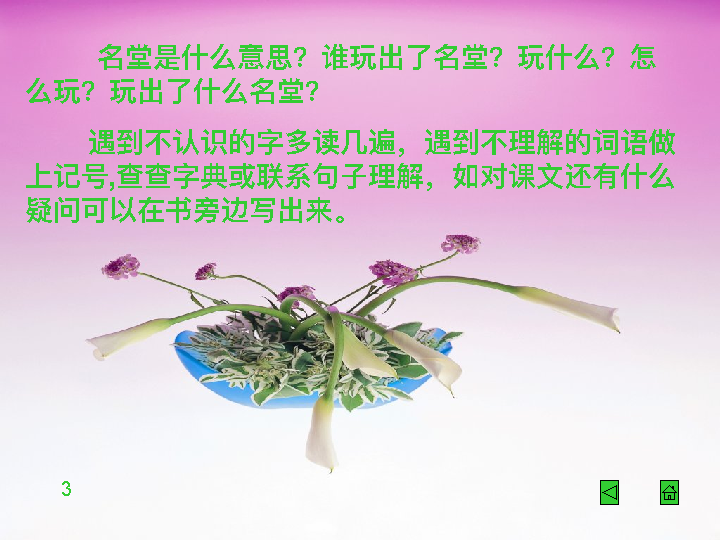 名堂是什么意思？谁玩出了名堂？玩什么？怎
么玩？玩出了什么名堂？
遇到不认识的字多读几遍，遇到不理解的词语做
上记号,查查字典或联系句子理解，如对课文还有什么
疑问可以在书旁边写出来。
3